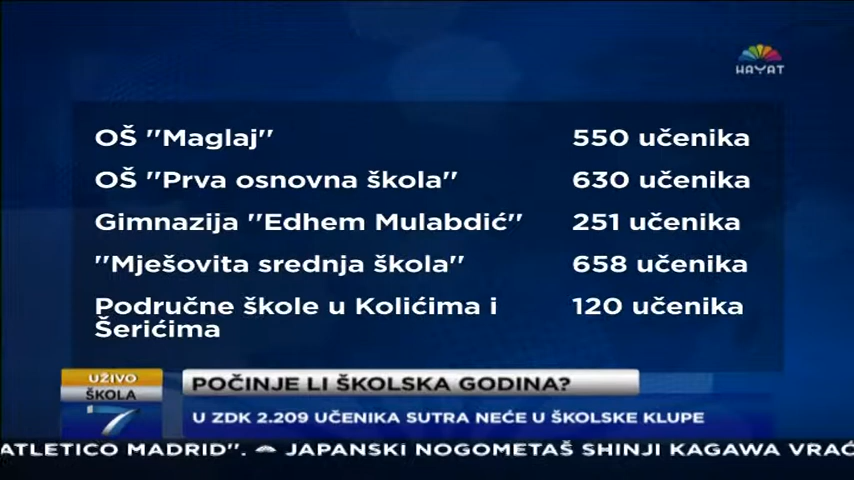 HAYAT
OŠ "Maglaj" 550 učenika
OŠ "Prva osnovna škola" 630 učenika
Gimnazija "Edhem Mulabdić" 251 učenika
"Mješovita srednja škola" 658 učenika
Područne škole u Kolićima i 120 učenika
Šerićima
UŽIVO
ŠKOLA
7
POČINJE LI ŠKOLSKA GODINA?
U ZDK 2.209 UČENIKA SUTRA NEĆE U ŠKOLSKE KLUPE
ATLETICO MADRID". JAPANSKI NOGOMETAŠ SHINJI KAGAWA VRAĆ